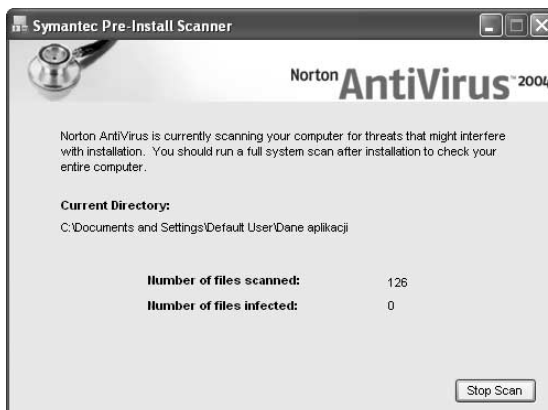 Symantec Pre-Install Scanner
Norton AntiVirus 2004
Norton AntiVirus is currently scanning your computer for threats that might interfere
with installation. You should run a full system scan after installation to check your
entire computer.
Current Directory:
C:\Documents and Settings\Default User\Dane aplikacji
Number of files scanned: 126
Number of files infected: 0
Stop Scan